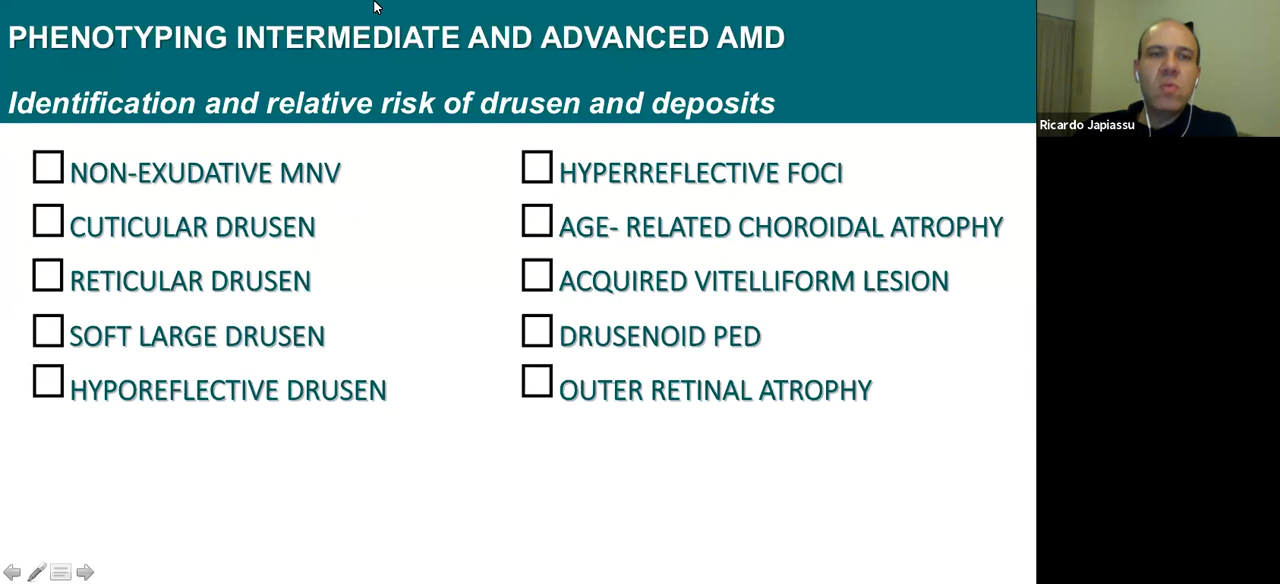 PHENOTYPING INTERMEDIATE AND ADVANCED AMD
Identification and relative risk of drusen and deposits
NON-EXUDATIVE MNV
CUTICULAR DRUSEN
RETICULAR DRUSEN
SOFT LARGE DRUSEN
HYPOREFLECTIVE DRUSEN
HYPERREFLECTIVE FOCI
AGE- RELATED CHOROIDAL ATROPHY
ACQUIRED VITELLIFORM LESION
DRUSENOID PED
OUTER RETINAL ATROPHY
Ricardo Japiassu